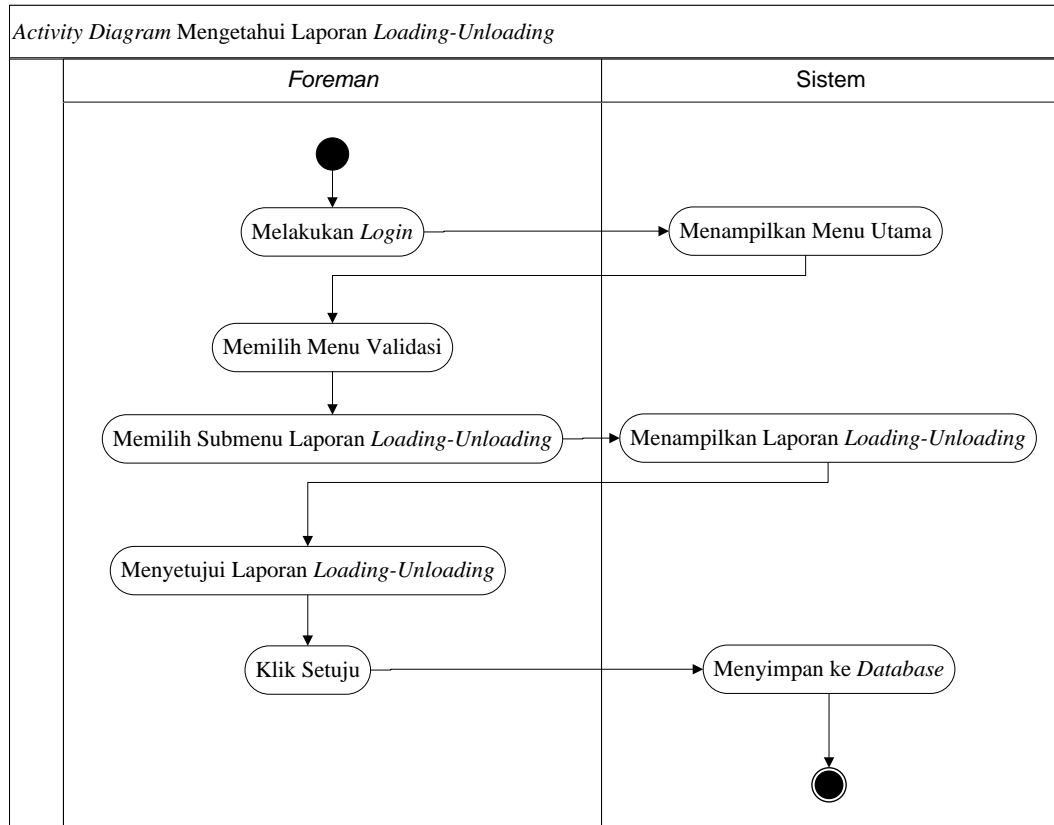 Activity Diagram Mengetahui Laporan Loading-Unloading
Foreman
Sistem
Melakukan Login
Menampilkan Menu Utama
Memilih Menu Validasi
Memilih Submenu Laporan Loading-Unloading
Menampilkan Laporan Loading-Unloading
Menyetujui Laporan Loading-Unloading
Klik Setuju
Menyimpan ke Database